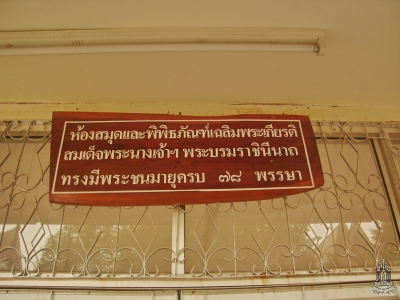 ห้องสมุดและพิพิธภัณฑ์เฉลิมพระเกียรติ
สมเด็จพระนางเจ้าฯ พระบรมราชินีนาถ
ทรงมีพระชนมายุครบ ๗๘ พรรษา